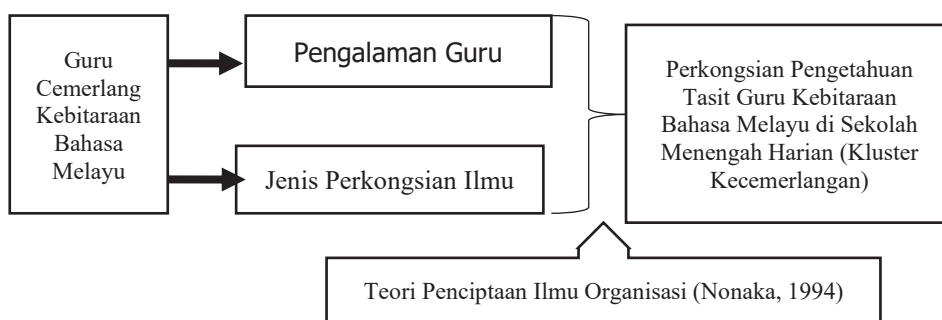 Guru
Cemerlang
Kebitaraan
Bahasa
Melayu
Pengalaman Guru
Jenis Perkongsian Ilmu
Perkongsian Pengetahuan
Tasit Guru Kebitaraan
Bahasa Melayu di Sekolah
Menengah Harian (Kluster
Kecemerlangan)
Teori Penciptaan Ilmu Organisasi (Nonaka, 1994)